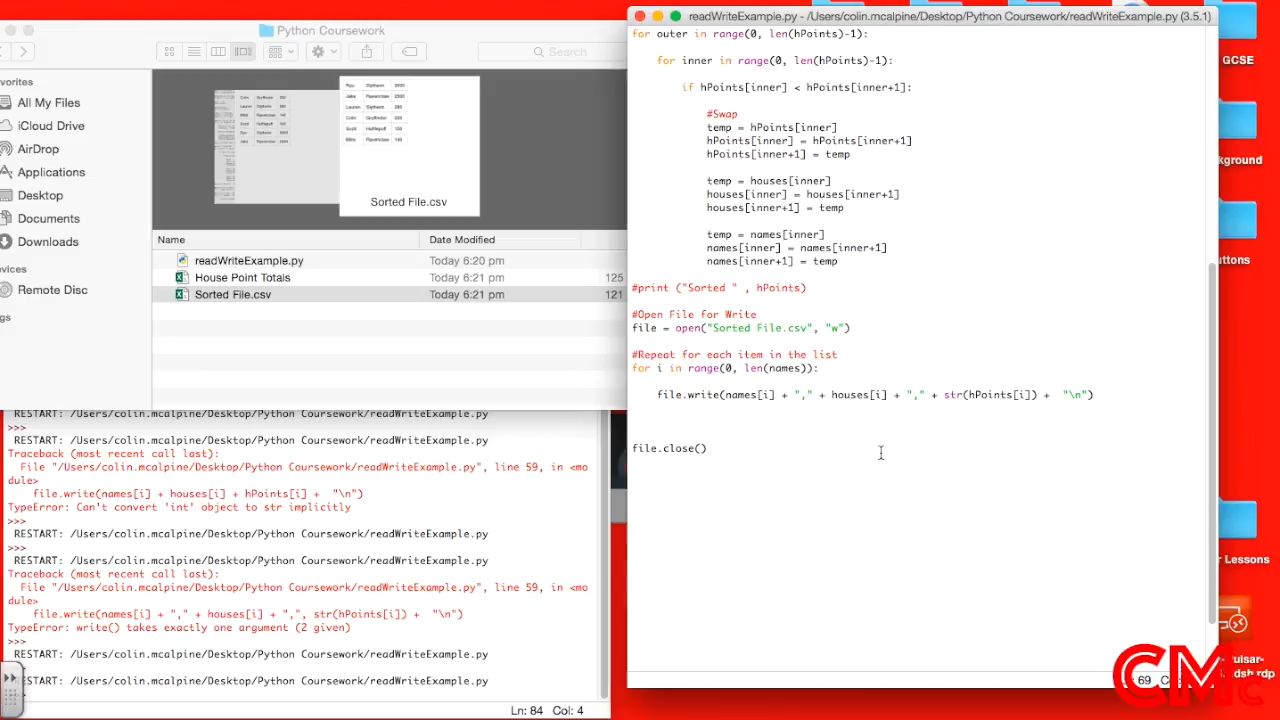 Python Coursework
Search
avorites
All My Files
iCloud Drive
AirDrop
Applications
Desktop
Documents
Downloads
evices
Remote Disc
gs
Sorted File.csv
Name Date Modified
readWriteExample.py Today 6:20 pm
House Point Totals Today 6:21 pm 125
Sorted File.csv Today 6:21 pm 121
RESTART: /Users/colin.mcalpine/Desktop/Python Coursework/readWriteExample.py
>>>
RESTART: /Users/colin.mcalpine/Desktop/Python Coursework/readWriteExample.py
Traceback (most recent call last):
File "/Users/colin.mcalpine/Desktop/Python Coursework/readWriteExample.py", line 59, in <mo
dule>
file.write(names[i] + houses[i] + hPoints[i] + "\n")
TypeError: Can't convert 'int' object to str implicitly
>>>
RESTART: /Users/colin.mcalpine/Desktop/Python Coursework/readWriteExample.py
>>>
RESTART: /Users/colin.mcalpine/Desktop/Python Coursework/readWriteExample.py
Traceback (most recent call last):
File "/Users/colin.mcalpine/Desktop/Python Coursework/readWriteExample.py", line 59, in <mo
dule>
file.write(names[i] + "," + houses[i] + ",", str(hPoints[i]) + "\n")
TypeError: write() takes exactly one argument (2 given)
>>>
RESTART: /Users/colin.mcalpine/Desktop/Python Coursework/readWriteExample.py
>>>
RESTART: /Users/colin.mcalpine/Desktop/Python Coursework/readWriteExample.py
Ln: 84 Col: 4
readWriteExample.py - /Users/colin.mcalpine/Desktop/Python Coursework/readWriteExample.py (3.5.1)
for outer in range(0, len(hPoints)-1):
for inner in range(0, len(hPoints)-1):
if hPoints[inner] < hPoints[inner+1]:
#Swap
temp = hPoints[inner]
hPoints[inner] = hPoints[inner+1]
hPoints[inner+1] = temp
temp = houses[inner]
houses[inner] = houses[inner+1]
houses[inner+1] = temp
temp = names[inner]
names[inner] = names[inner+1]
names[inner+1] = temp
#print ("Sorted " , hPoints)
#Open File for Write
file = open("Sorted File.csv", "w")
#Repeat for each item in the list
for i in range(0, len(names)):
file.write(names[i] + "," + houses[i] + "," + str(hPoints[i]) + "\n")
file.close()
69
GCSE
kground
uttons
r Lessons
CMc